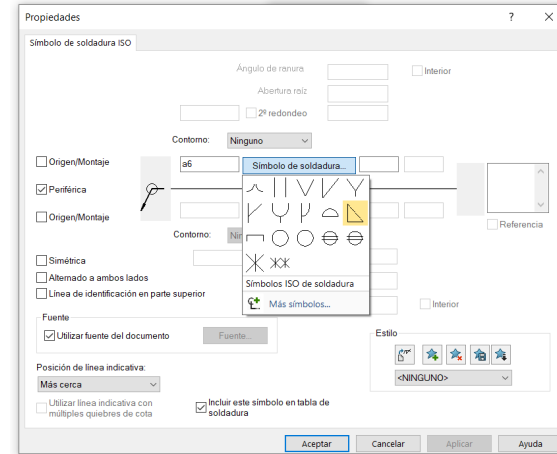 Propiedades
?
Símbolo de soldadura ISO
Ángulo de ranura
Interior
Abertura raíz
2º redondeo
Contorno:
Ninguno
Origen/Montaje
a6
Símbolo de soldadura...
Periférica
Origen/Montaje
Contorno:
Nin
Referencia
Simétrica
Alternado a ambos lados
Símbolos ISO de soldadura
Línea de identificación en parte superior
Más símbolos...
Interior
Fuente
Utilizar fuente del documento
Fuente...
Estilo
<NINGUNO>
Posición de línea indicativa:
Más cerca
Utilizar línea indicativa con
múltiples quiebres de cota
Incluir este símbolo en tabla de
soldadura
Aceptar
Cancelar
Aplicar
Ayuda